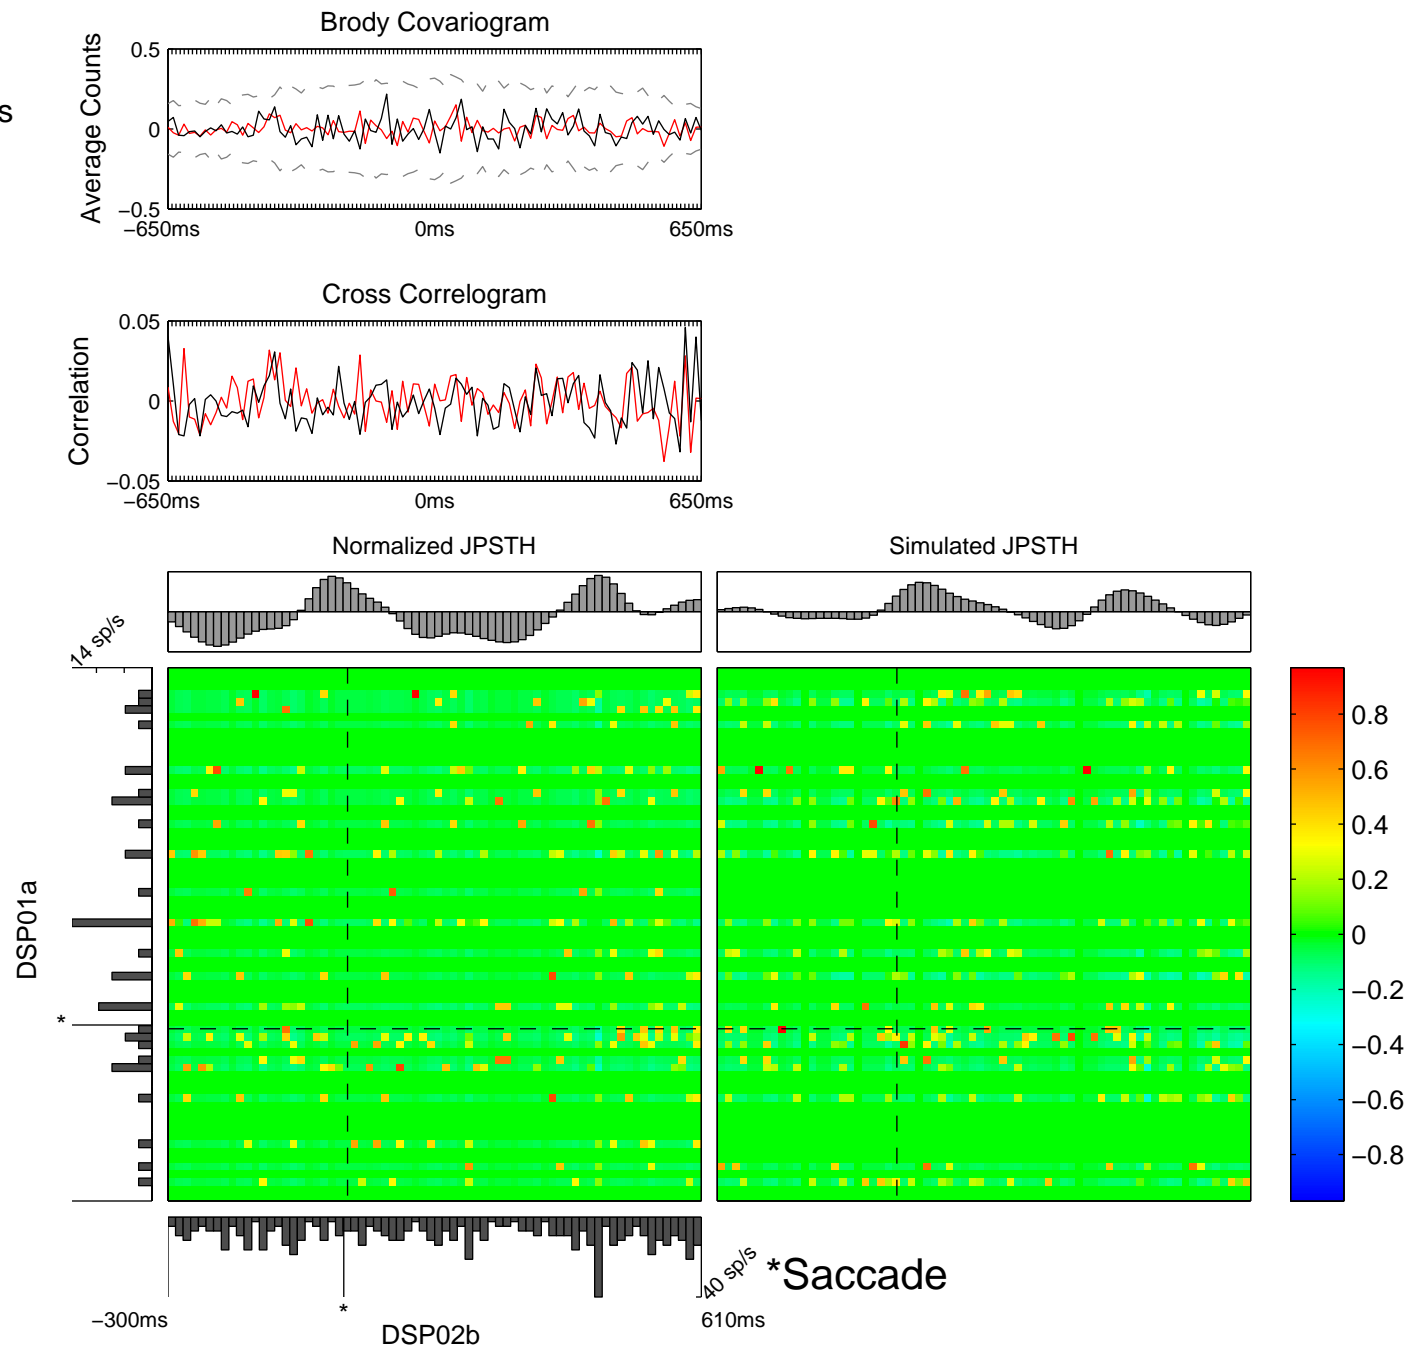 Brody Covariogram
s
Average Counts
0.5
0
−0.5
−650ms 0ms 650ms
Cross Correlogram
Correlation
0.05
0
−0.05
−650ms 0ms 650ms
Normalized JPSTH Simulated JPSTH
14 sp/s
DSP01a
*
0.8
0.6
0.4
0.2
0
−0.2
−0.4
−0.6
−0.8
40 sp/s
*Saccade
*
−300ms 610ms
DSP02b